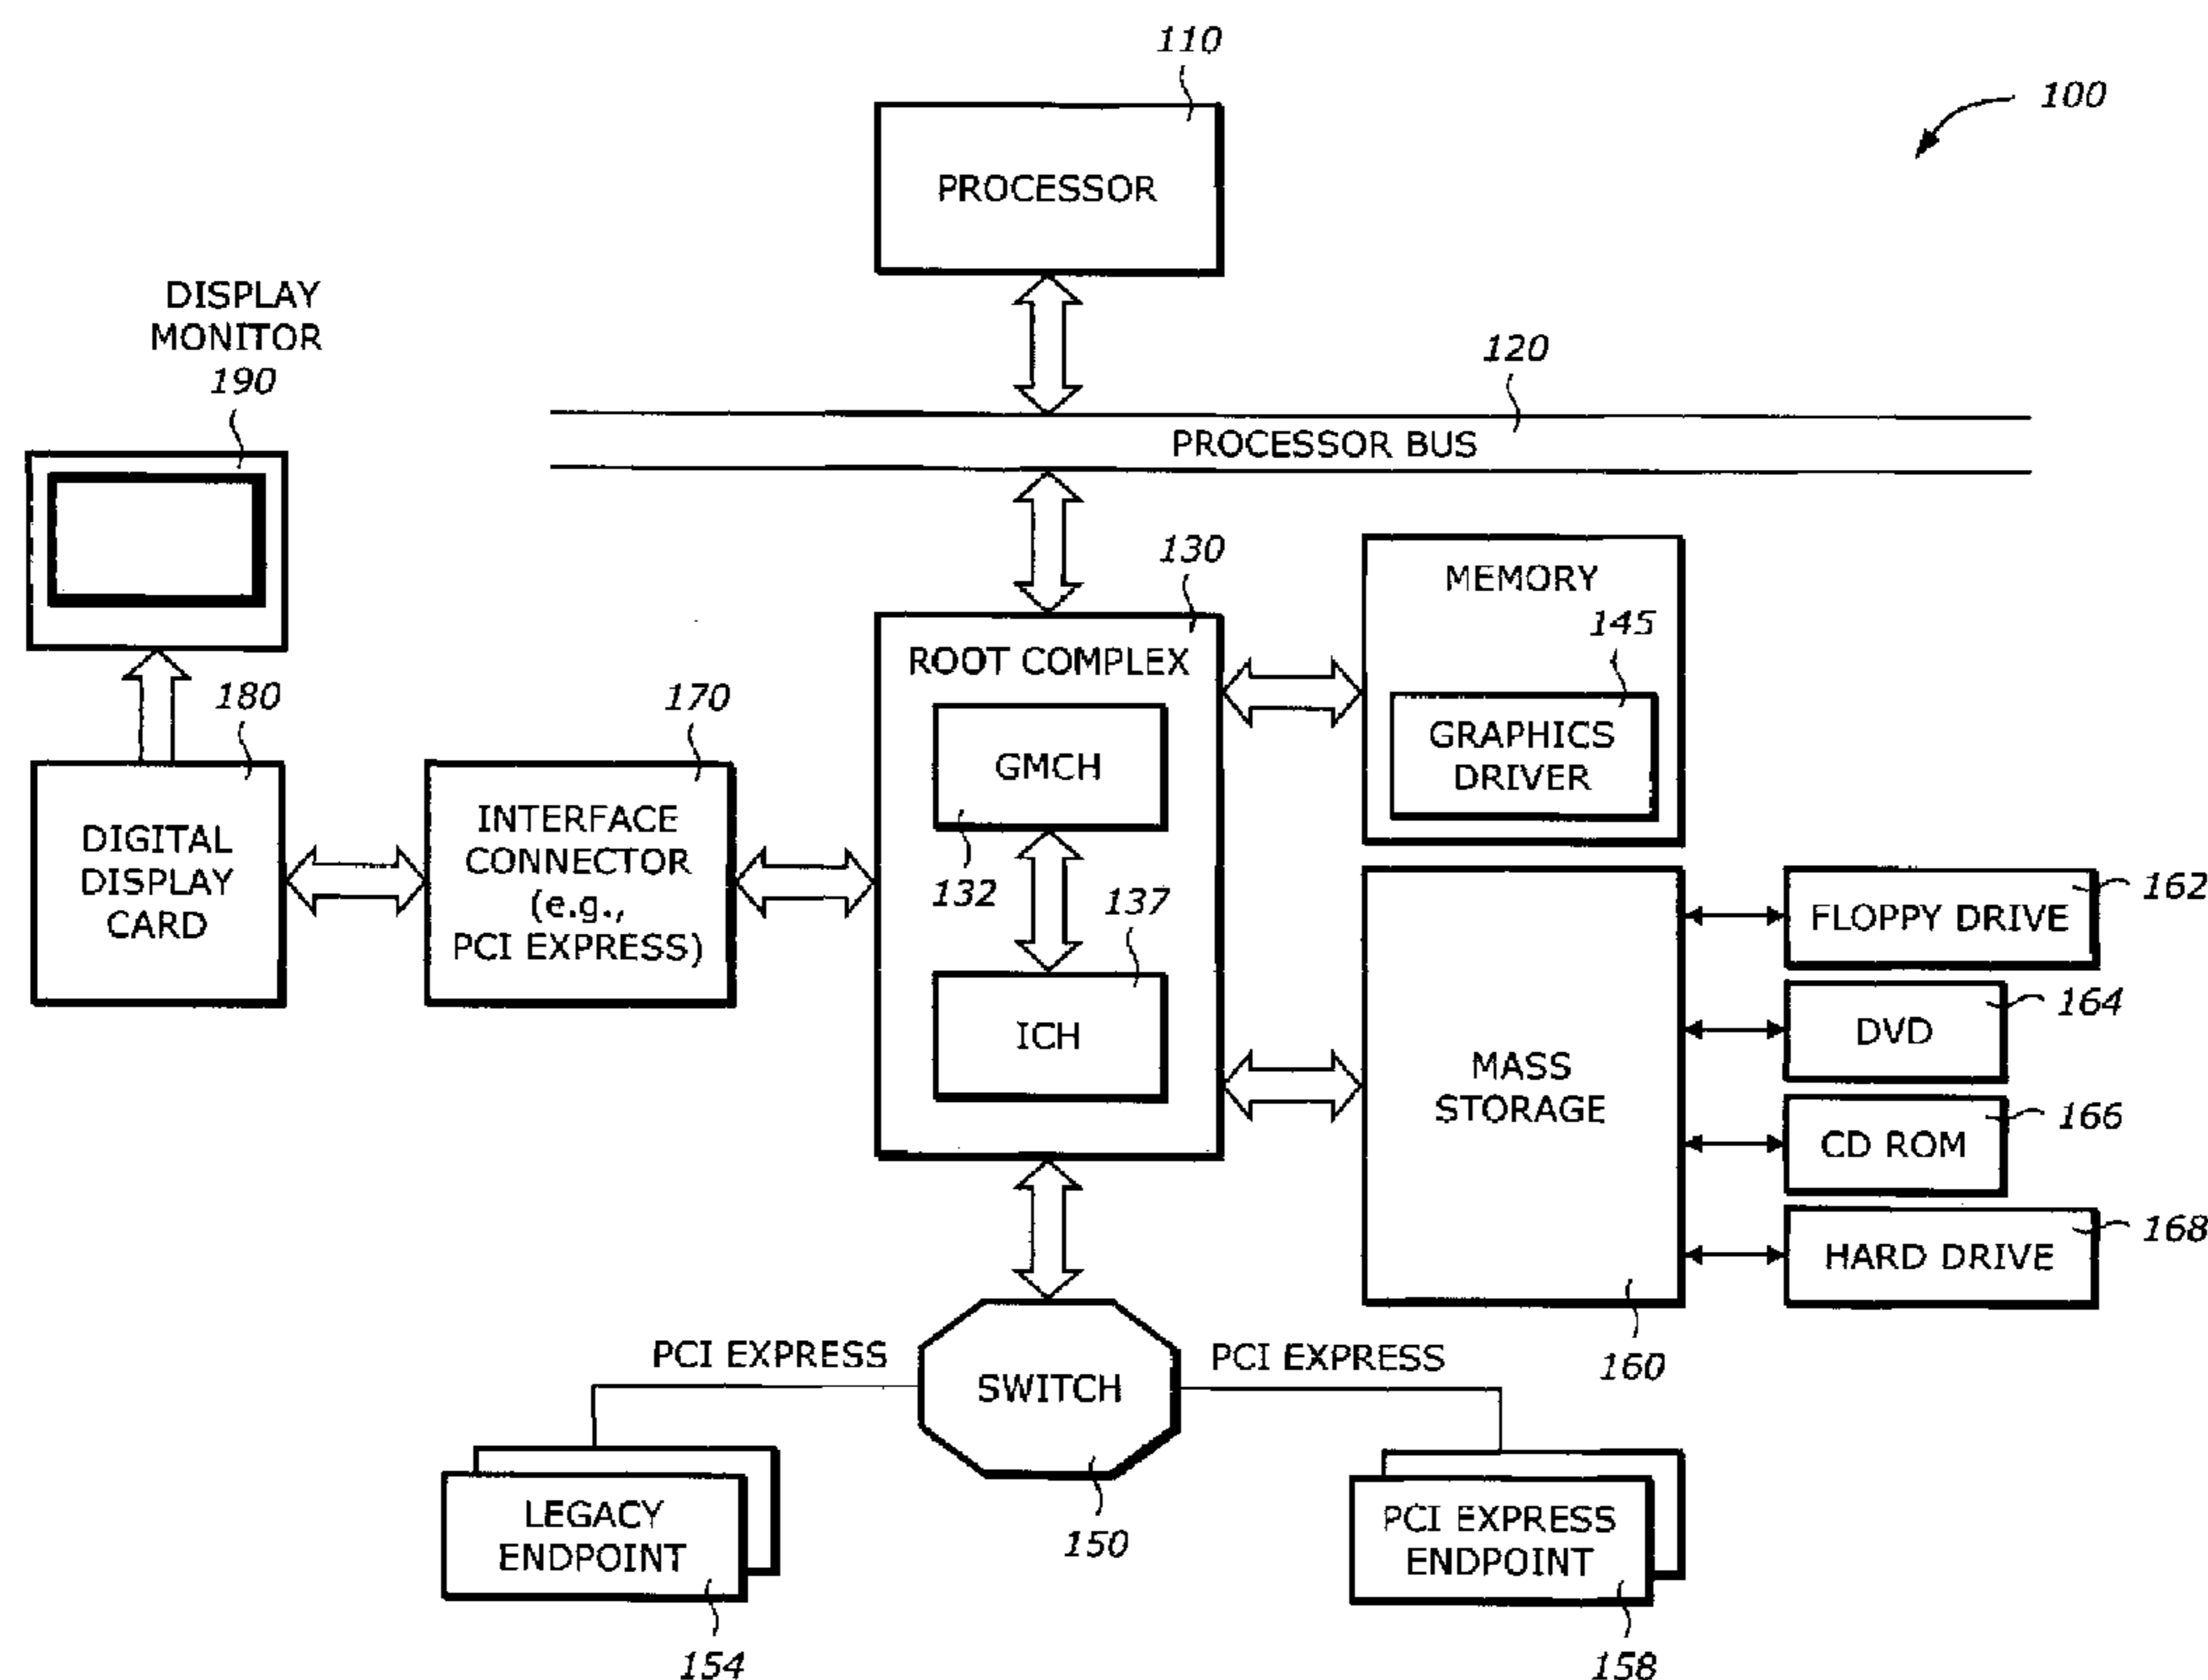 110
100
PROCESSOR
DISPLAY
MONITOR
190
120
PROCESSOR BUS
130
ROOT COMPLEX
MEMORY
145
GRAPHICS
DRIVER
180
170
GMCH
132
DIGITAL
DISPLAY
CARD
INTERFACE
CONNECTOR
(e.g.,
PCI EXPRESS)
137
ICH
162
FLOPPY DRIVE
164
DVD
MASS
STORAGE
166
CD ROM
168
HARD DRIVE
160
PCI EXPRESS
SWITCH
PCI EXPRESS
150
LEGACY
ENDPOINT
154
PCI EXPRESS
ENDPOINT
158